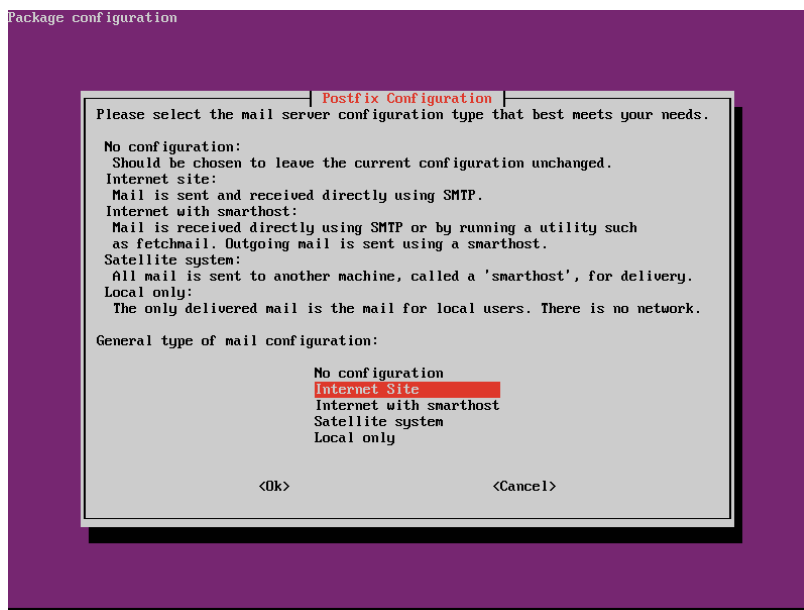 Package configuration
Postfix Configuration
Please select the mail server configuration type that best meets your needs.
No configuration:
Should be chosen to leave the current configuration unchanged.
Internet site:
Mail is sent and received directly using SMTP.
Internet with smarthost:
Mail is received directly using SMTP or by running a utility such
as fetchmail. Outgoing mail is sent using a smarthost.
Satellite system:
All mail is sent to another machine, called a 'smarthost', for delivery.
Local only:
The only delivered mail is the mail for local users. There is no network.
General type of mail configuration:
No configuration
Internet Site
Internet with smarthost
Satellite system
Local only
<Ok> <Cancel>